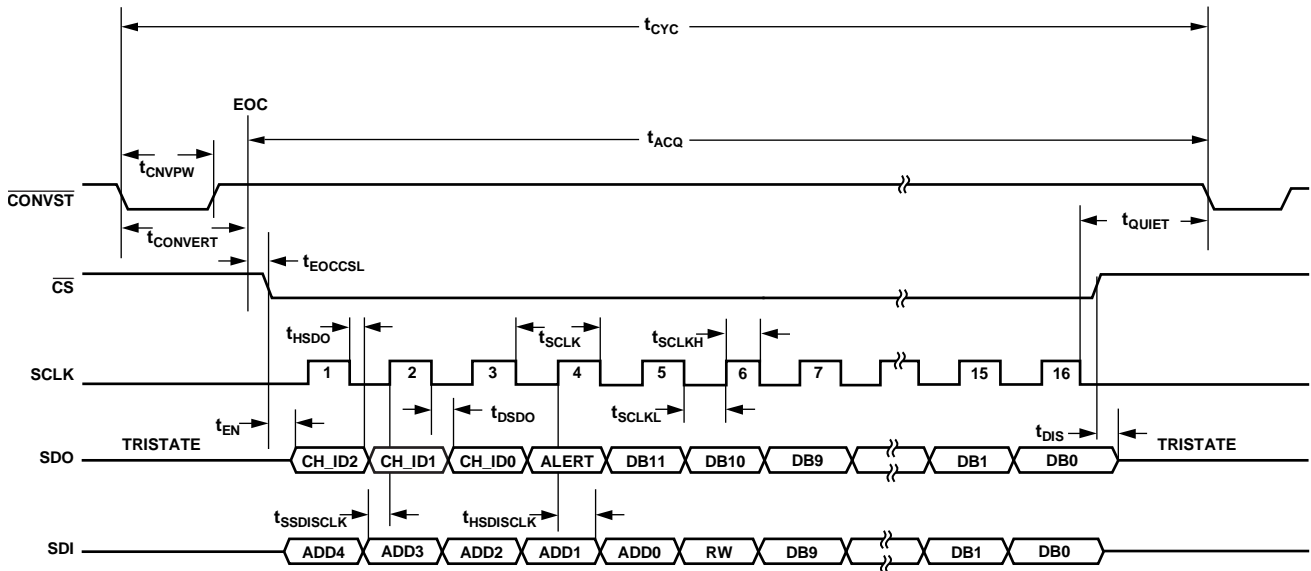 tCYC
EOC
tACQ
tCNVPW
CONVST
tCONVERT
tQUIET
tEOCCSL
CS
tHSDO
tSCLK
tSCLKH
SCLK
1 2 3 4 5 6 7 15 16
tEN
tDSDO
tSCLKL
tDIS
SDO TRISTATE CH_ID2 CH_ID1 CH_ID0 ALERT DB11 DB10 DB9 DB1 DB0 TRISTATE
tSSDISCLK
tHSDISCLK
SDI ADD4 ADD3 ADD2 ADD1 ADD0 RW DB9 DB1 DB0